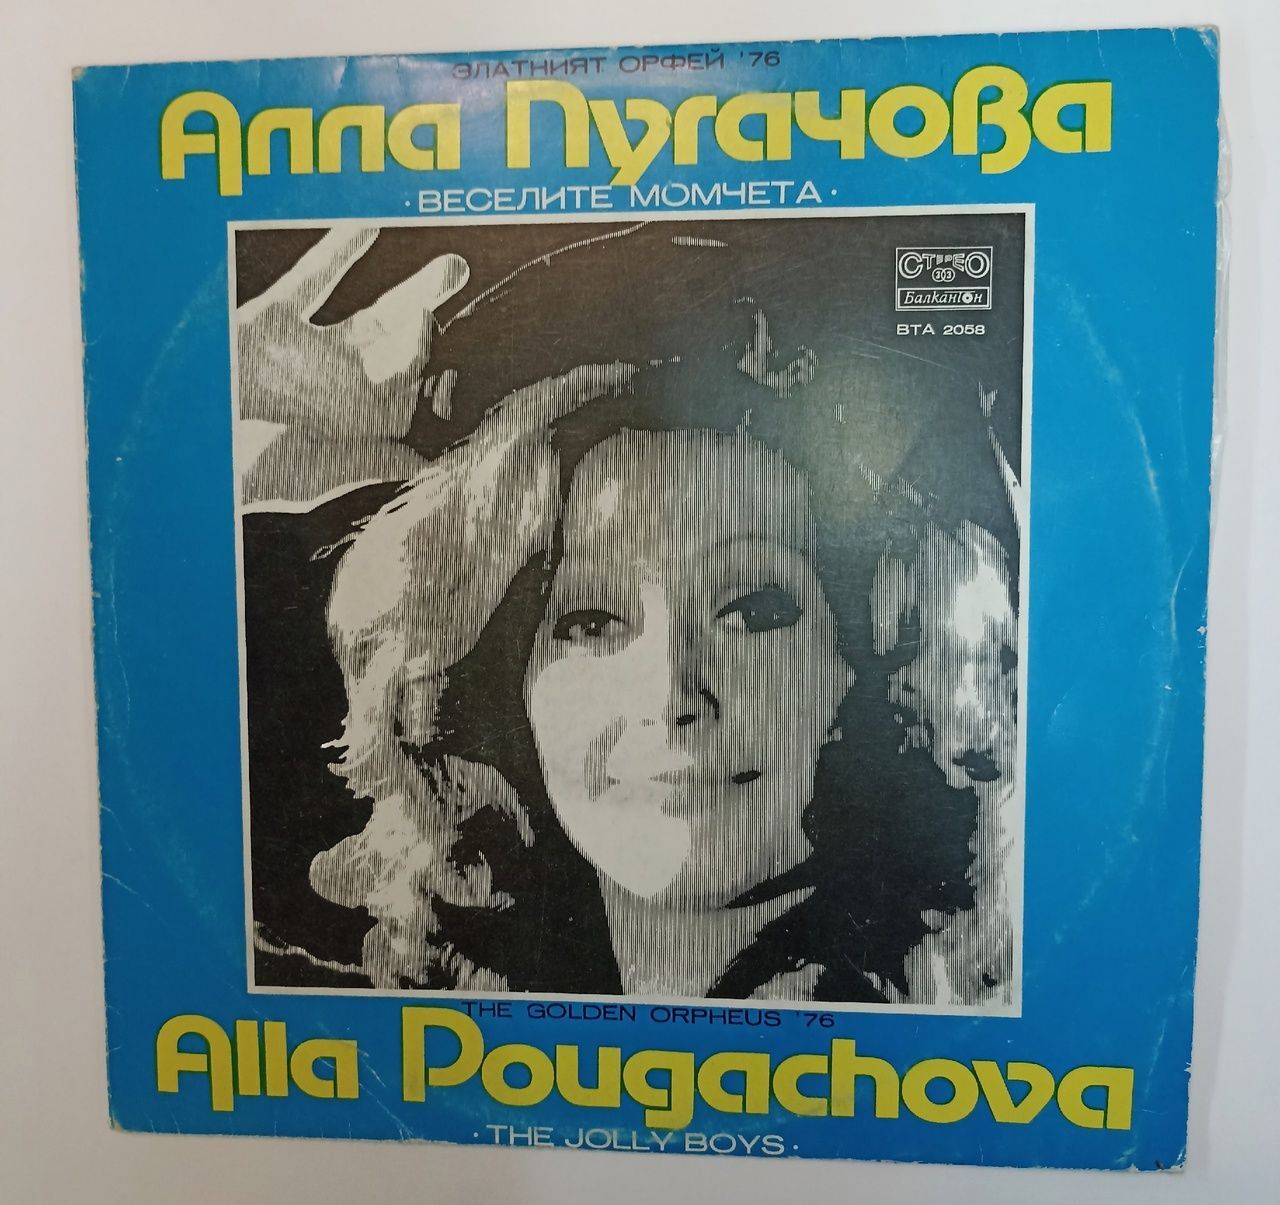 ЗЛАТНИЯТ ОРФЕЙ '76
Алла Пугачова
· ВЕСЕЛИТЕ МОМЧЕТА ·
СТЕРЕО
303
Балкантон
ВТА 2058
THE GOLDEN ORPHEUS '76
Alla Pougachova
· THE JOLLY BOYS ·